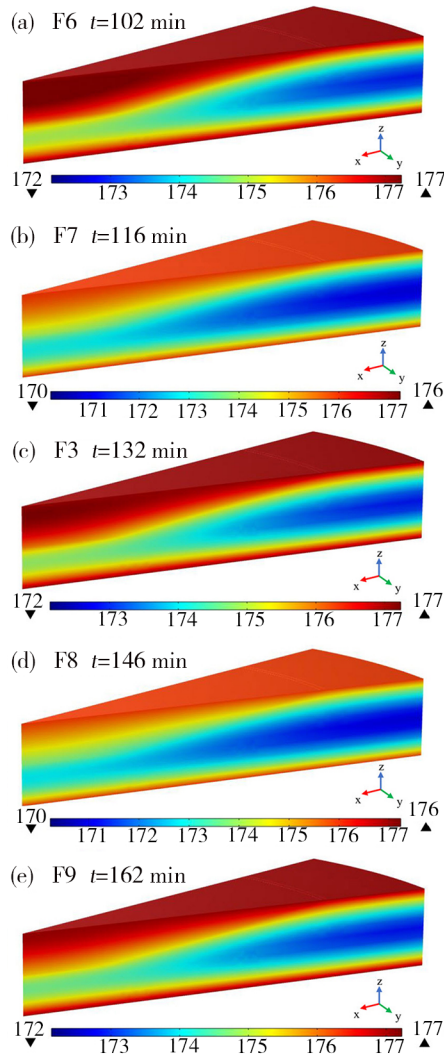 (a) F6 t=102 min
z
x
y
172 177
173 174 175 176 177
(b) F7 t=116 min
z
x
y
170 176
171 172 173 174 175 176 177
(c) F3 t=132 min
z
x
y
172 177
173 174 175 176 177
(d) F8 t=146 min
z
x
y
170 176
171 172 173 174 175 176 177
(e) F9 t=162 min
z
x
y
172 177
173 174 175 176 177